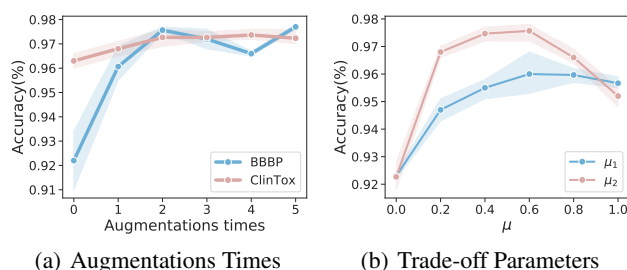 0.98
0.97
0.96
0.95
0.94
0.93
0.92
0.91
Accuracy(%)
BBBP
ClinTox
0 1 2 3 4 5
Augmentations times
(a) Augmentations Times
0.98
0.97
0.96
0.95
0.94
0.93
0.92
Accuracy(%)
μ1
μ2
0.0 0.2 0.4 0.6 0.8 1.0
μ
(b) Trade-off Parameters